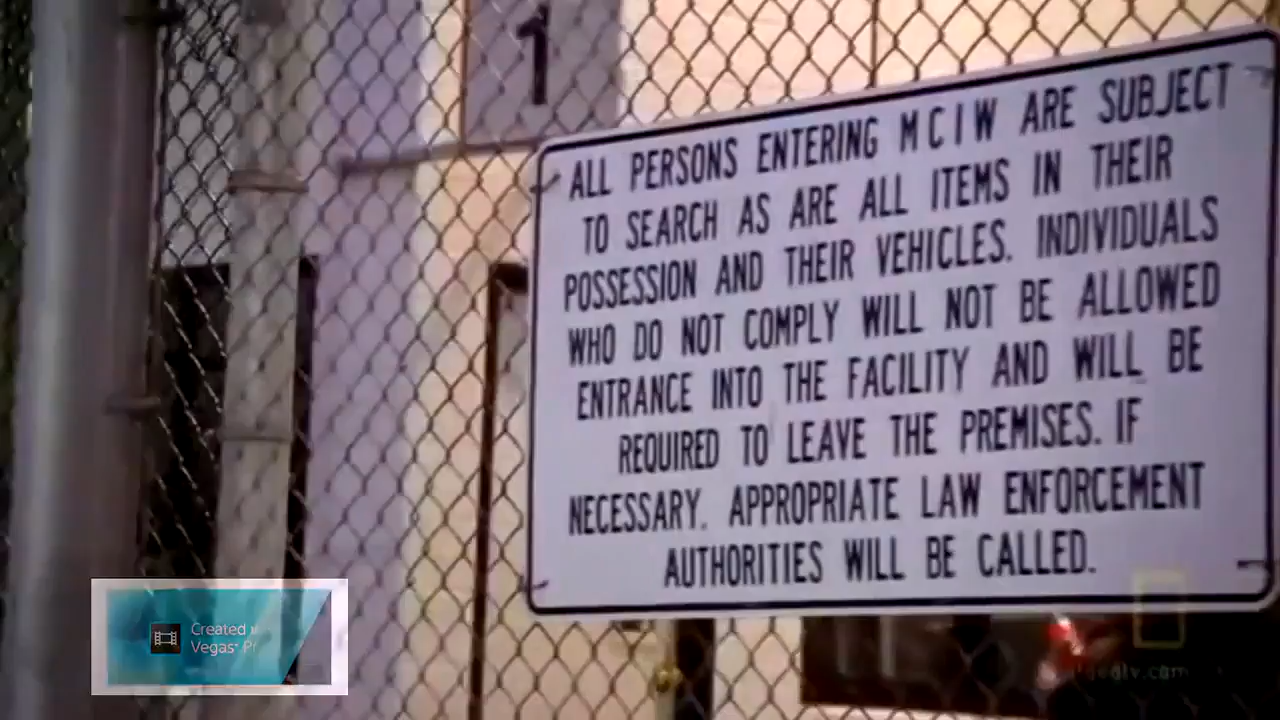 1
ALL PERSONS ENTERING MCIW ARE SUBJECT
TO SEARCH AS ARE ALL ITEMS IN THEIR
POSSESSION AND THEIR VEHICLES. INDIVIDUALS
WHO DO NOT COMPLY WILL NOT BE ALLOWED
ENTRANCE INTO THE FACILITY AND WILL BE
REQUIRED TO LEAVE THE PREMISES. IF
NECESSARY. APPROPRIATE LAW ENFORCEMENT
AUTHORITIES WILL BE CALLED.
Created
Vegas